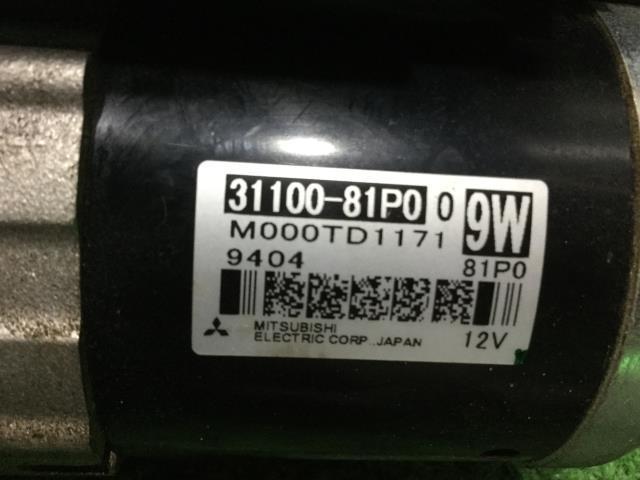 31100-81P0 0 9W
M000TD1171
9404 81P0
MITSUBISHI
ELECTRIC CORP.,JAPAN 12V